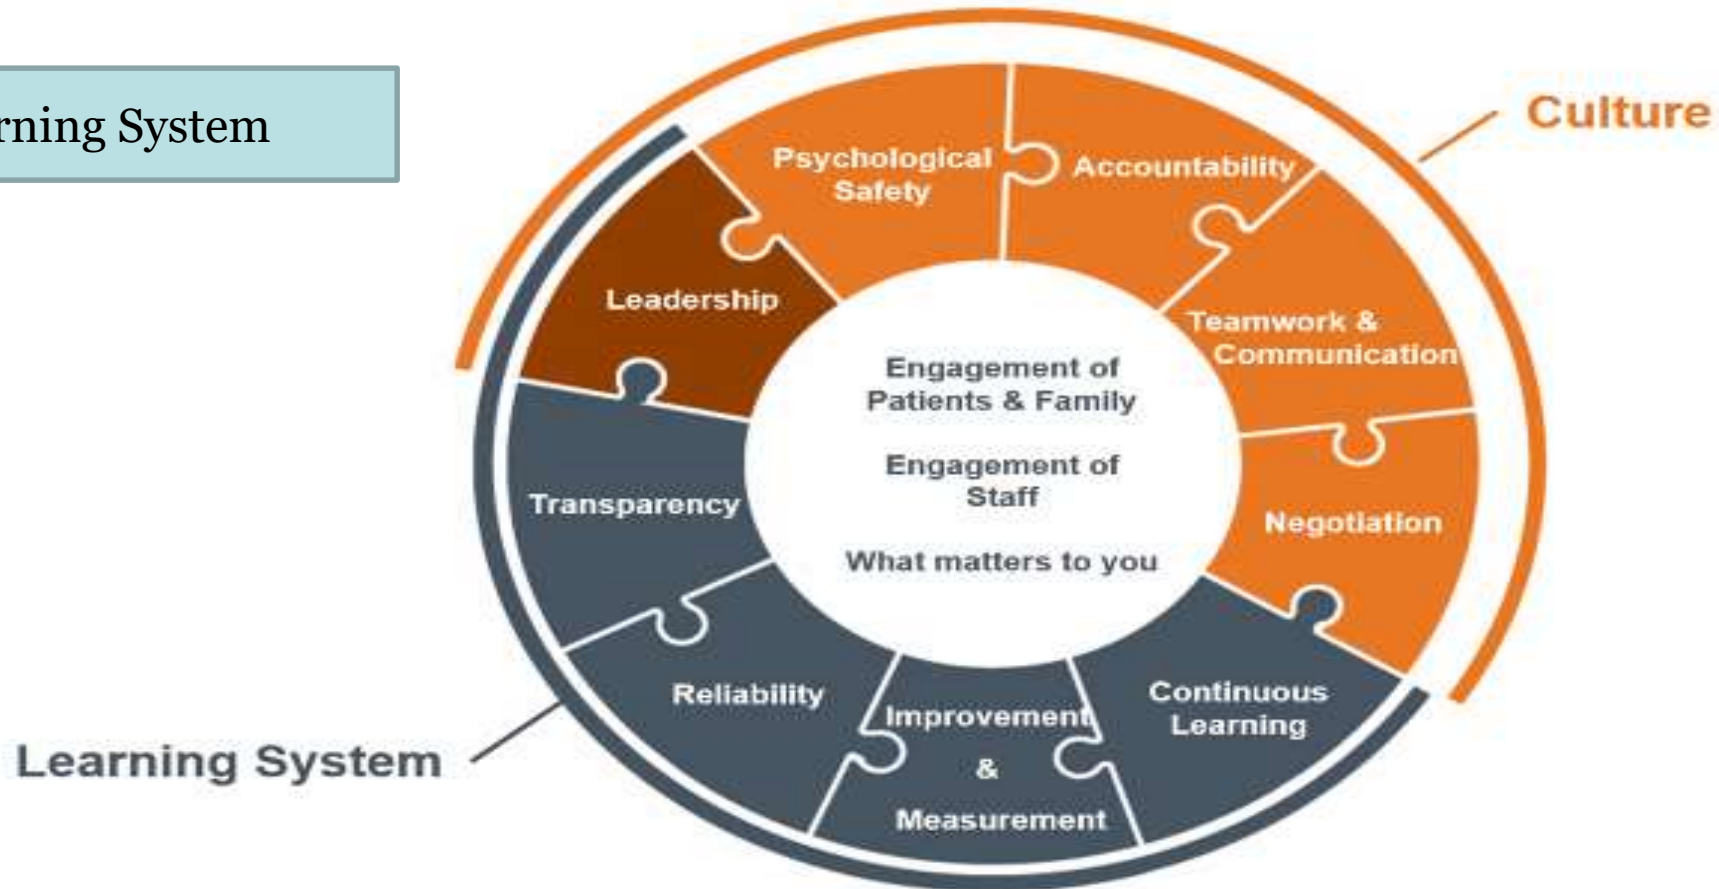 rning System
Culture
Psychological
Safety
Accountability
Leadership
Teamwork &
Communication
Engagement of
Patients & Family
Engagement of
Staff
What matters to you
Transparency
Negotiation
Reliability
Improvement
&
Measurement
Continuous
Learning
Learning System